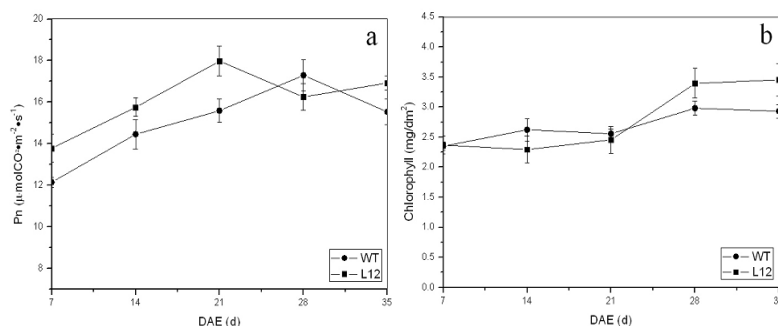 a
18
16
14
12
10
8
Pn (μ·molCO²·m⁻²·s⁻¹)
WT
L12
7
14
21
28
35
DAE (d)
b
4.5
4.0
3.5
3.0
2.5
2.0
1.5
1.0
0.5
0.0
Chlorophyll (mg/dm²)
WT
L12
7
14
21
28
DAE (d)